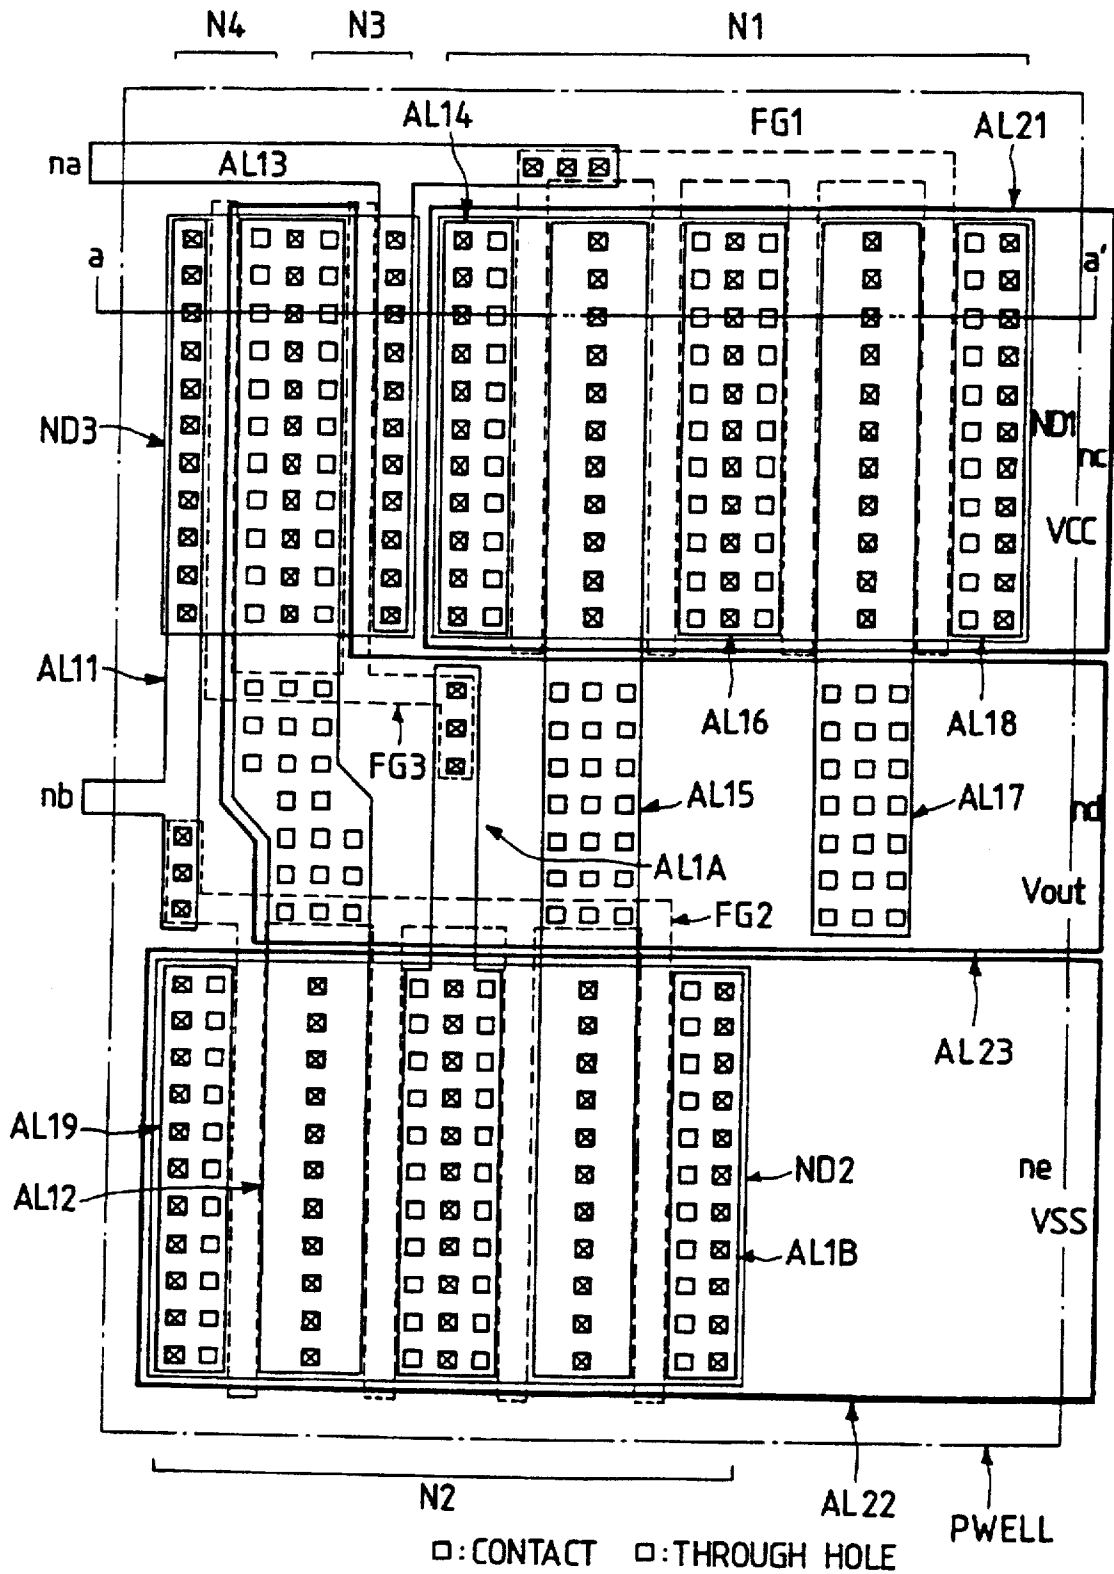 N4 N3 N1
AL14 FG1 AL21
na AL13
a a'
ND3 ND1
nc
VCC
AL11
AL16 AL18
FG3
nb AL15 AL17 nd
AL1A
Vout
FG2
AL23
AL19
ND2 ne
AL12
VSS
AL1B
N2 AL22
PWELL
□:CONTACT □:THROUGH HOLE